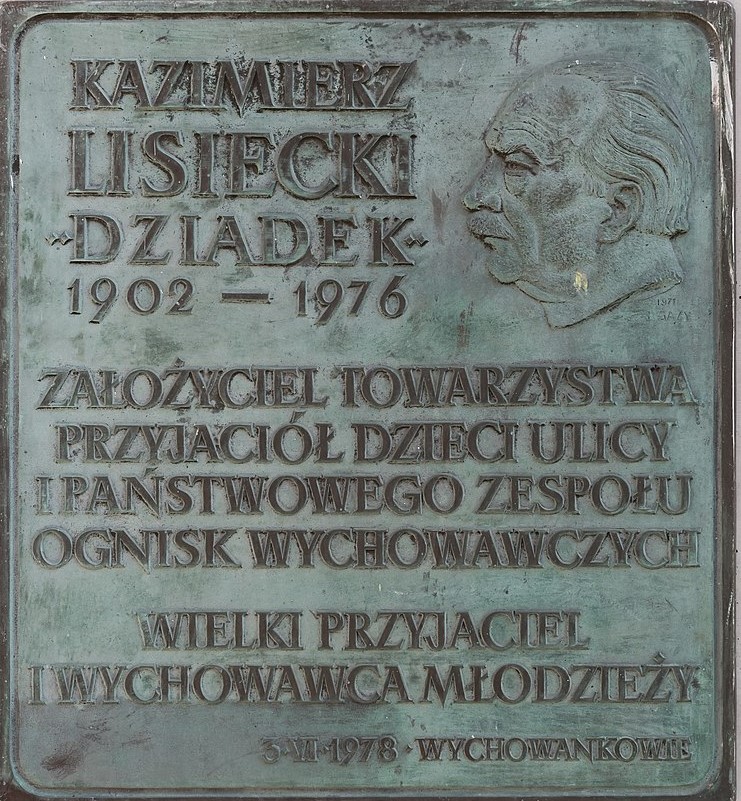 KAZIMIERZ
LISIECKI
"DZIADEK"
1902 — 1976
ZAŁOŻYCIEL TOWARZYSTWA
PRZYJACIÓŁ DZIECI ULICY
I PAŃSTWOWEGO ZESPOŁU
OGNISK WYCHOWAWCZYCH
WIELKI PRZYJACIEL
I WYCHOWAWCA MŁODZIEŻY
3·VI·1978 · WYCHOWANKOWIE